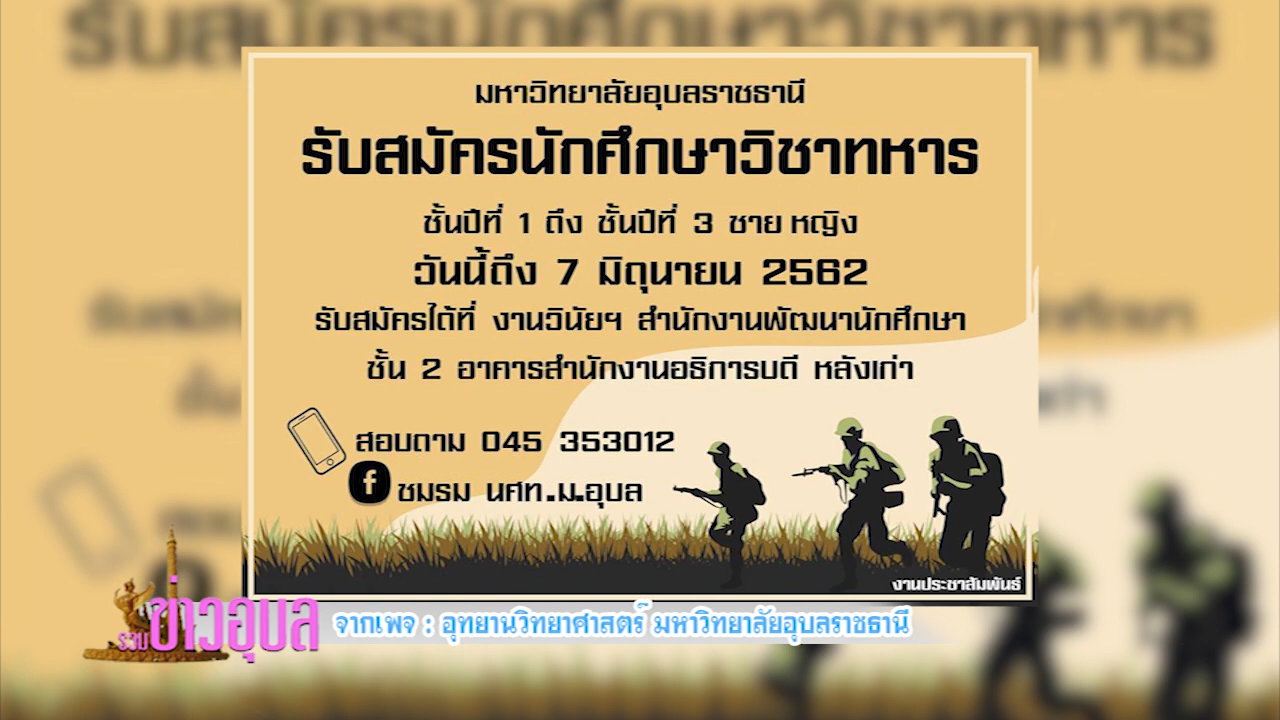 มหาวิทยาลัยอุบลราชธานี
รับสมัครนักศึกษาวิชาทหาร
ชั้นปีที่ 1 ถึง ชั้นปีที่ 3 ชาย หญิง
วันนี้ถึง 7 มิถุนายน 2562
รับสมัครได้ที่ งานวินัยฯ สำนักงานพัฒนานักศึกษา
ชั้น 2 อาคารสำนักงานอธิการบดี หลังเก่า
สอบถาม 045 353012
f ชมรม นศท.ม.อุบล
งานประชาสัมพันธ์
รวมข่าวอุบล
จากเพจ : อุทยานวิทยาศาสตร์ มหาวิทยาลัยอุบลราชธานี